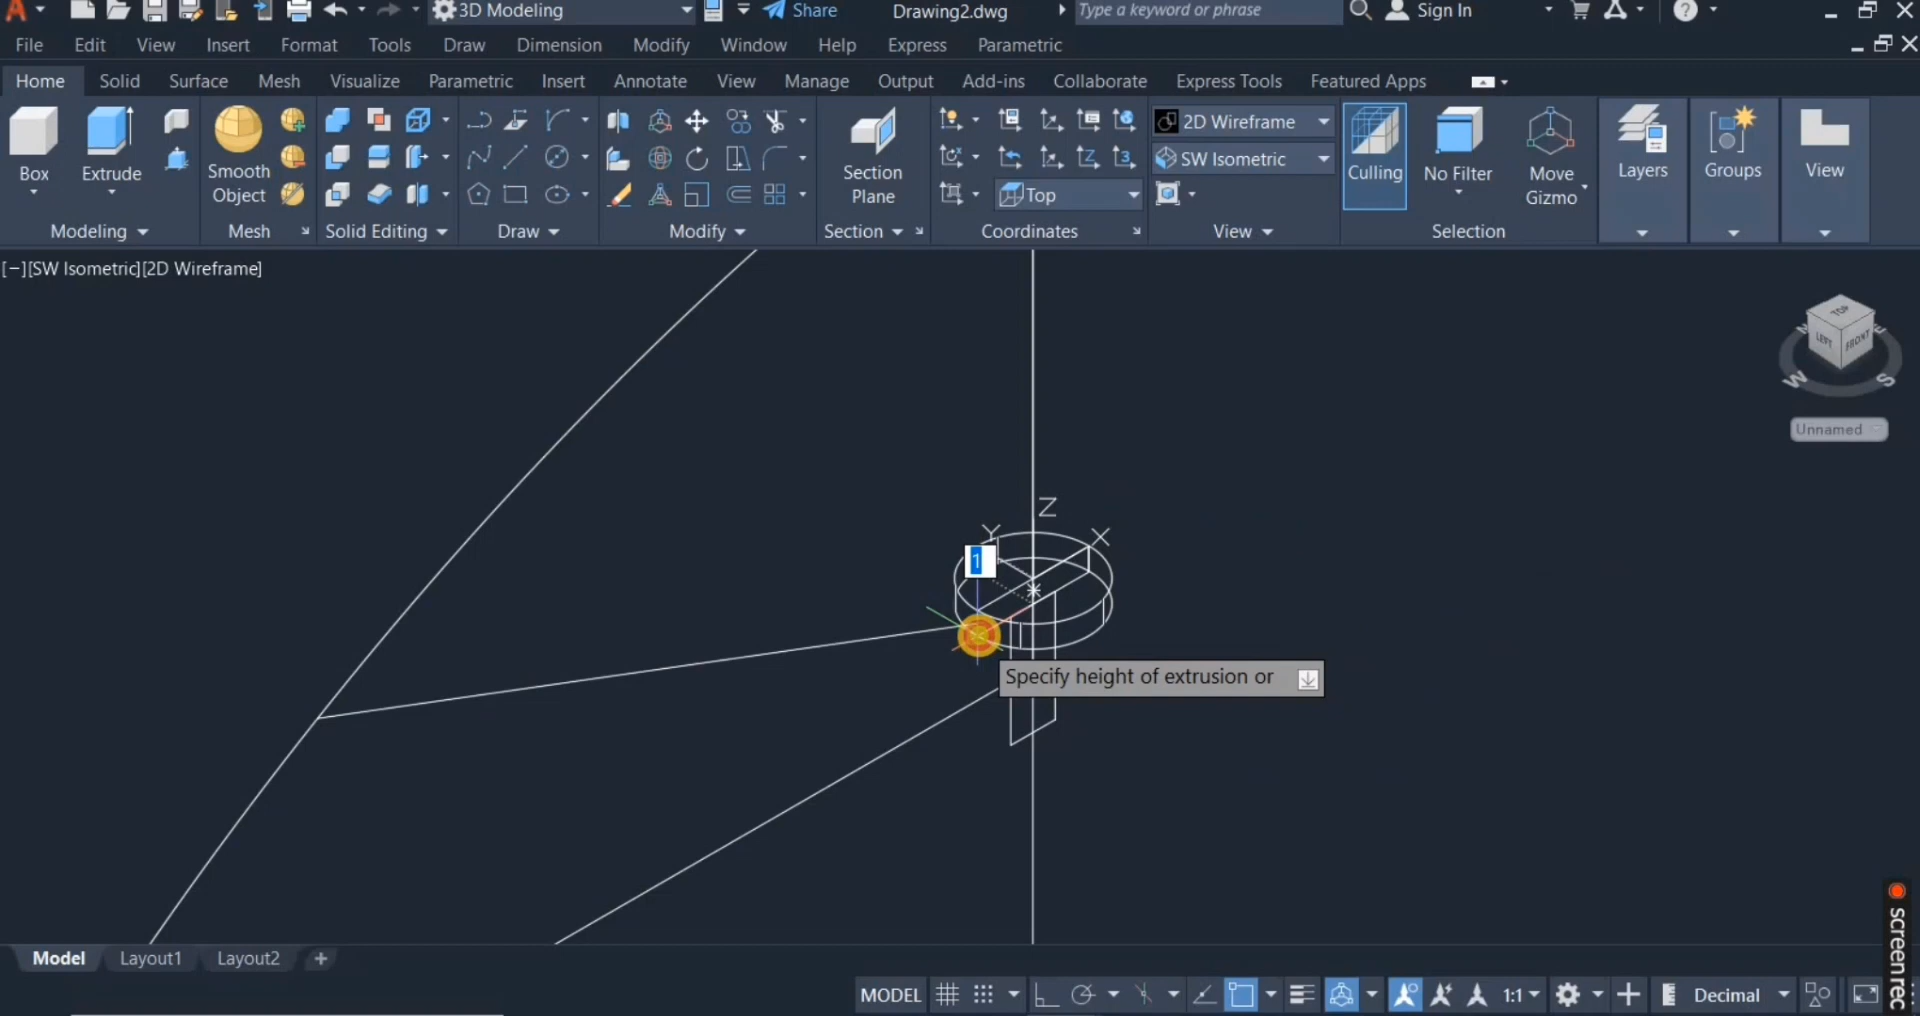 3D Modeling
Share
Drawing2.dwg
Type a keyword or phrase
Sign In
File Edit View Insert Format Tools Draw Dimension Modify Window Help Express Parametric
Home Solid Surface Mesh Visualize Parametric Insert Annotate View Manage Output Add-ins Collaborate Express Tools Featured Apps
Box
Extrude
Smooth
Object
Section
Plane
2D Wireframe
SW Isometric
Top
Culling
No Filter
Move
Gizmo
Layers
Groups
View
Modeling
Mesh
Solid Editing
Draw
Modify
Section
Coordinates
View
Selection
[−][SW Isometric][2D Wireframe]
TOP
LEFT
FRONT
N
E
W
S
Unnamed
Z
Y
X
1
Specify height of extrusion or
Model Layout1 Layout2 +
MODEL
1:1
Decimal
screenrec